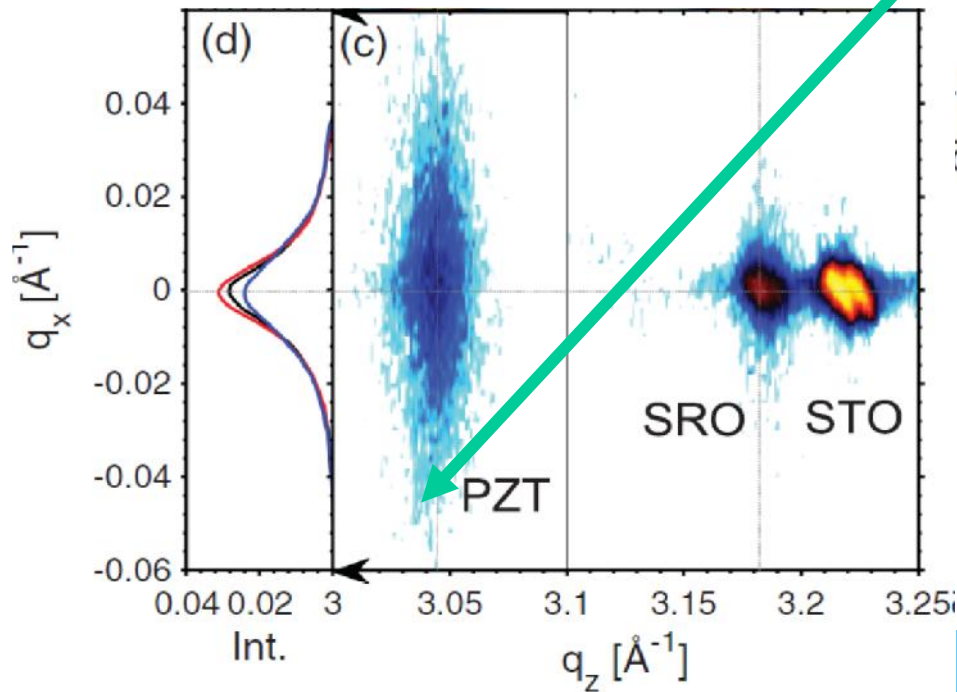 (d)
(c)
0.04
0.02
0
-0.02
-0.04
-0.06
q_x [Å^-1]
PZT
SRO
STO
0.04 0.02 3 3.05 3.1 3.15 3.2 3.25
Int.
q_z [Å^-1]